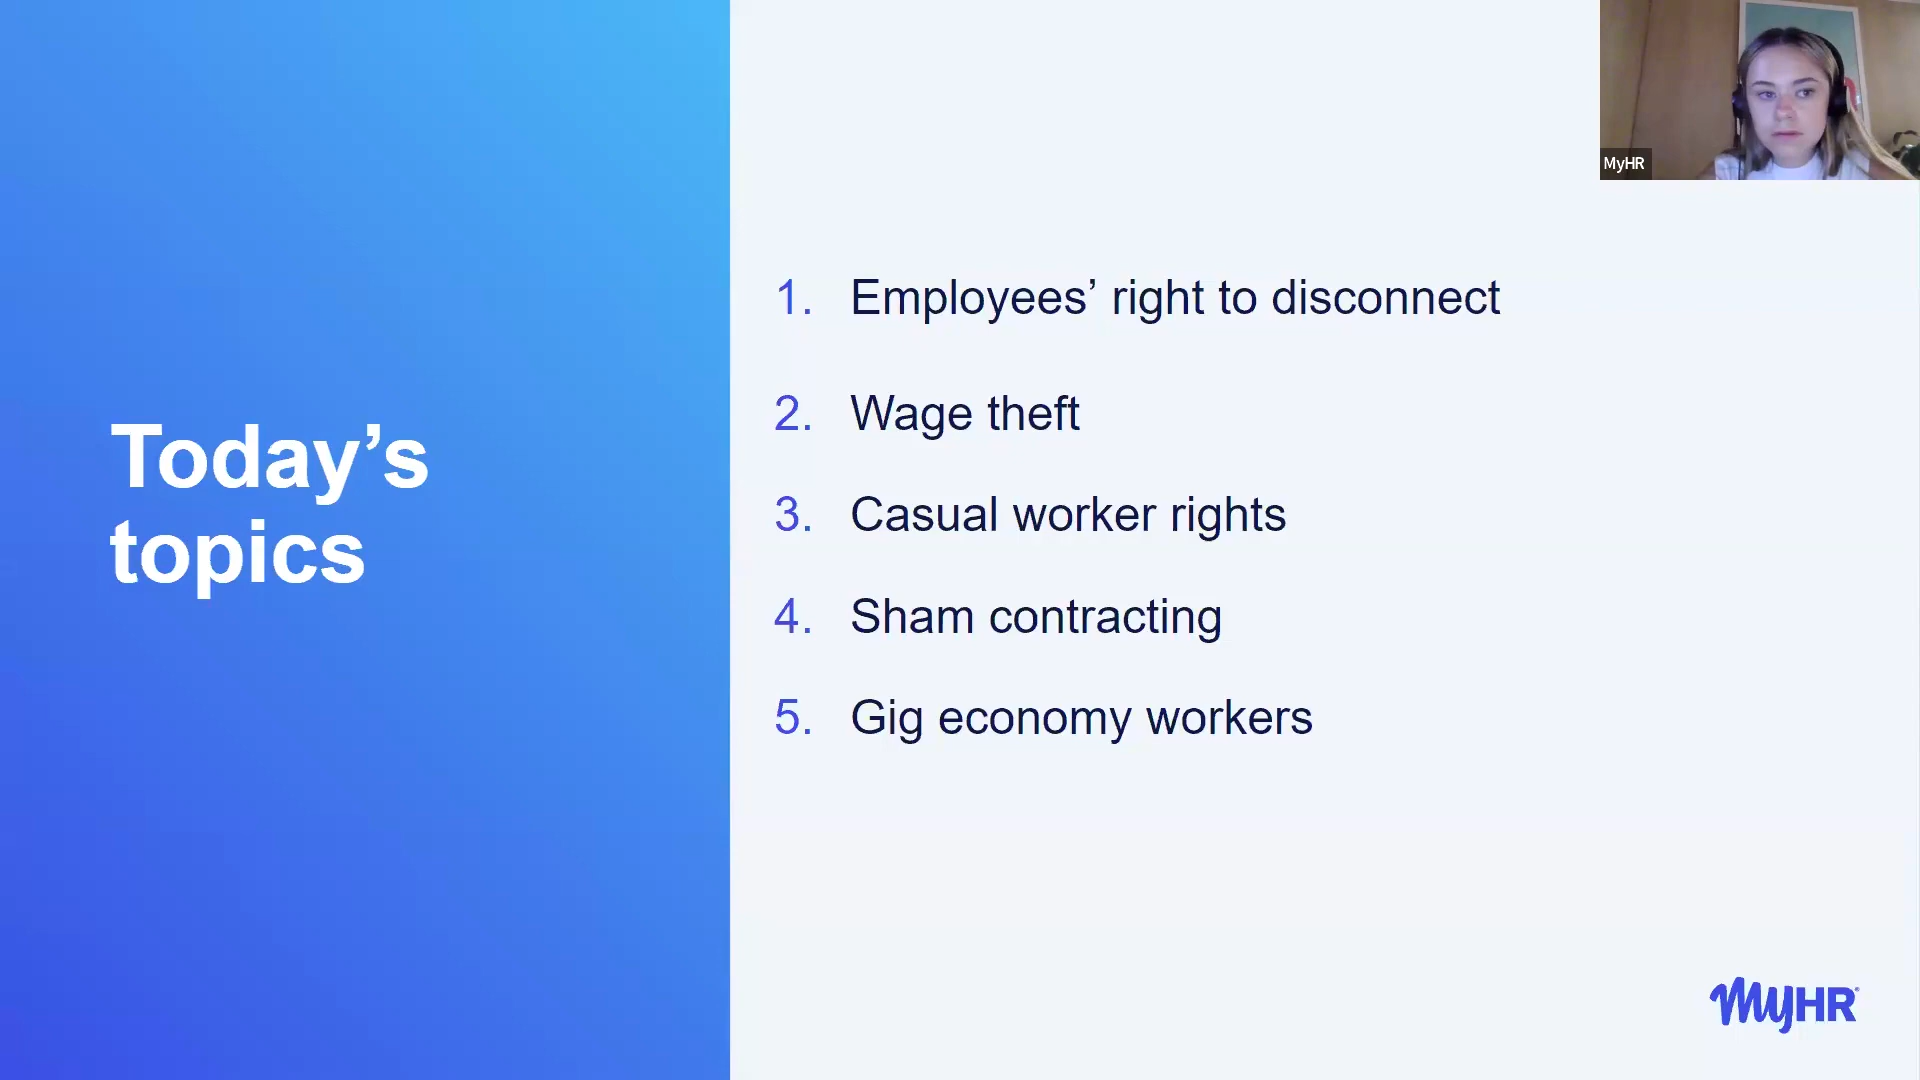 Today’s
topics
1. Employees’ right to disconnect
2. Wage theft
3. Casual worker rights
4. Sham contracting
5. Gig economy workers
MyHR
MyHR